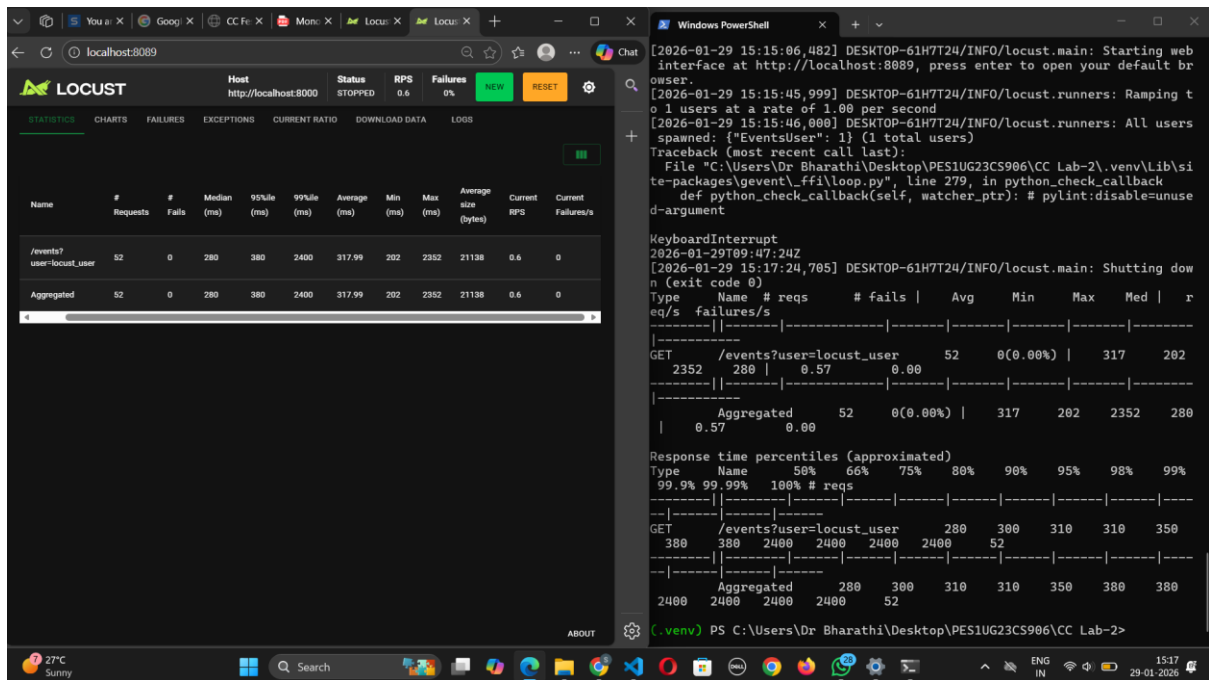 You ar
Googl
CC Fe
Mono
Locus
Locus
localhost:8089
Chat
LOCUST
Host
http://localhost:8000
Status
STOPPED
RPS
0.6
Failures
0%
NEW
RESET
STATISTICS CHARTS FAILURES EXCEPTIONS CURRENT RATIO DOWNLOAD DATA LOGS
Name # Requests # Fails Median (ms) 95%ile (ms) 99%ile (ms) Average (ms) Min (ms) Max (ms) Average size (bytes) Current RPS Current Failures/s
/events?
user=locust_user 52 0 280 380 2400 317.99 202 2352 21138 0.6 0
Aggregated 52 0 280 380 2400 317.99 202 2352 21138 0.6 0
ABOUT
Windows PowerShell
[2026-01-29 15:15:06,482] DESKTOP-61H7T24/INFO/locust.main: Starting web
 interface at http://localhost:8089, press enter to open your default br
owser.
[2026-01-29 15:15:45,999] DESKTOP-61H7T24/INFO/locust.runners: Ramping t
o 1 users at a rate of 1.00 per second
[2026-01-29 15:15:46,000] DESKTOP-61H7T24/INFO/locust.runners: All users
 spawned: {"EventsUser": 1} (1 total users)
Traceback (most recent call last):
  File "C:\Users\Dr Bharathi\Desktop\PES1UG23CS906\CC Lab-2\.venv\Lib\si
te-packages\gevent\_ffi\loop.py", line 279, in python_check_callback
    def python_check_callback(self, watcher_ptr): # pylint:disable=unuse
d-argument
KeyboardInterrupt
2026-01-29T09:47:24Z
[2026-01-29 15:17:24,705] DESKTOP-61H7T24/INFO/locust.main: Shutting dow
n (exit code 0)
Type Name # reqs # fails | Avg Min Max Med | r
eq/s failures/s
--------||-------|-------------|-------|-------|-------|-------|--------
|-----------
GET /events?user=locust_user 52 0(0.00%) | 317 202
2352 280 | 0.57 0.00
--------||-------|-------------|-------|-------|-------|-------|--------
|-----------
Aggregated 52 0(0.00%) | 317 202 2352 280
| 0.57 0.00
Response time percentiles (approximated)
Type Name 50% 66% 75% 80% 90% 95% 98% 99%
99.9% 99.99% 100% # reqs
--------||--------|--------|------|------|------|------|------|------|----
--|------|------|------
GET /events?user=locust_user 280 300 310 310 350
380 380 2400 2400 2400 2400 52
--------||--------|--------|------|------|------|------|------|------|----
--|------|------|------
Aggregated 280 300 310 310 350 380 380
2400 2400 2400 2400 52
(.venv) PS C:\Users\Dr Bharathi\Desktop\PES1UG23CS906\CC Lab-2>
7
27°C
Sunny
Search
DELL
28
ENG
IN
15:17
29-01-2026